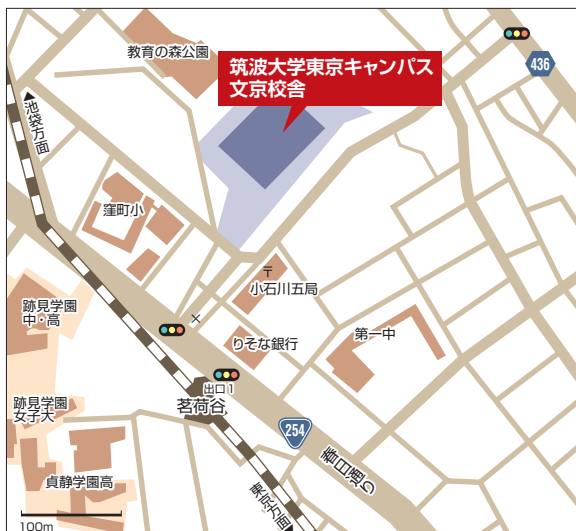 教育の森公園
筑波大学東京キャンパス
文京校舎
436
▲池袋方面
窪町小
〒
小石川五局
跡見学園
中・高
りそな銀行
第一中
出口1
茗荷谷
跡見学園
女子大
254
春日通り
貞静学園高
東京方面▼
100m